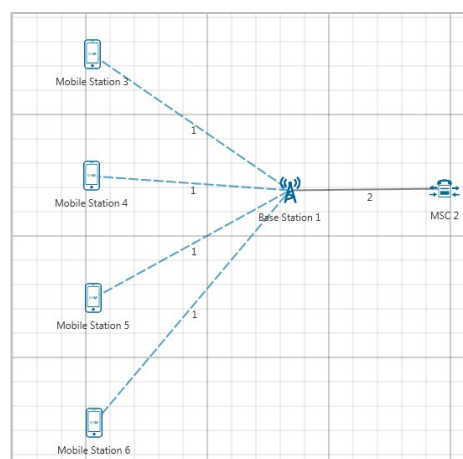 Mobile Station 3
1
Mobile Station 4
1
Base Station 1
2
MSC 2
1
Mobile Station 5
1
Mobile Station 6